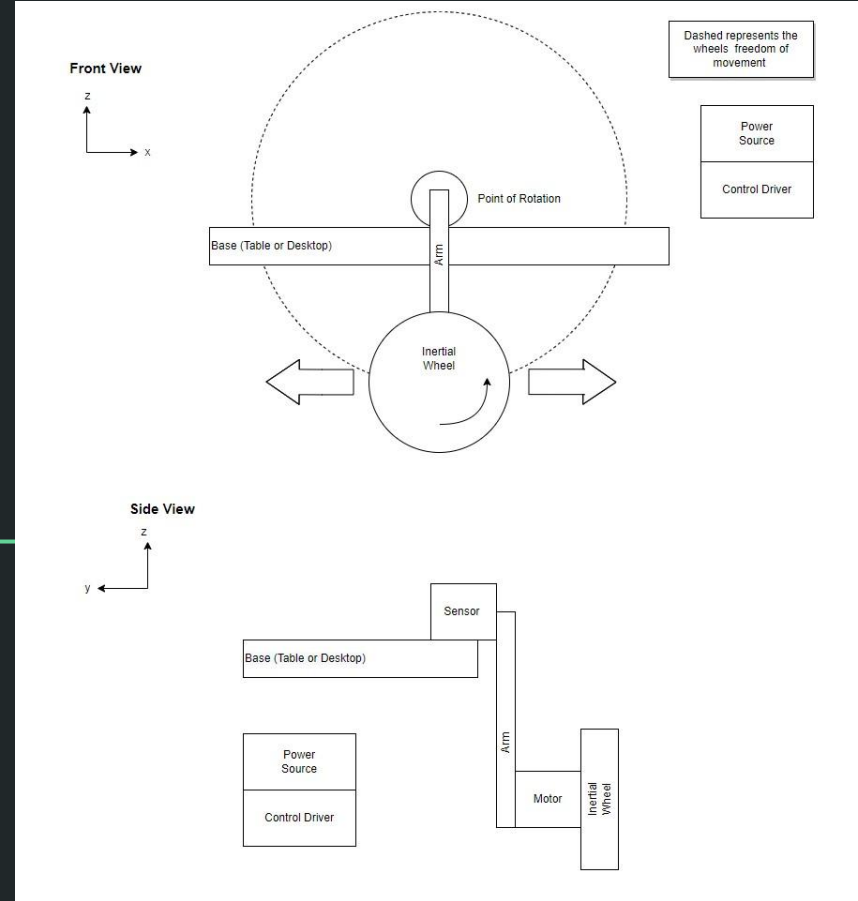 Dashed represents the
wheels freedom of
movement
Front View
z
x
Power
Source
Control Driver
Point of Rotation
Base (Table or Desktop)
Arm
Inertial
Wheel
Side View
z
y
Sensor
Base (Table or Desktop)
Arm
Power
Source
Control Driver
Motor
Inertial
Wheel